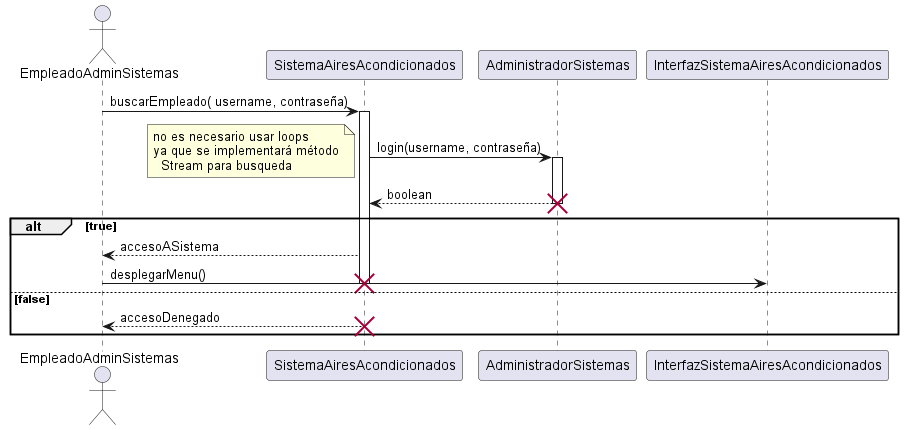 EmpleadoAdminSistemas
SistemaAiresAcondicionados
AdministradorSistemas
InterfazSistemaAiresAcondicionados
buscarEmpleado( username, contraseña)
no es necesario usar loops
ya que se implementará método
Stream para busqueda
login(username, contraseña)
boolean
alt
[true]
accesoASistema
desplegarMenu()
[false]
accesoDenegado
EmpleadoAdminSistemas
SistemaAiresAcondicionados
AdministradorSistemas
InterfazSistemaAiresAcondicionados